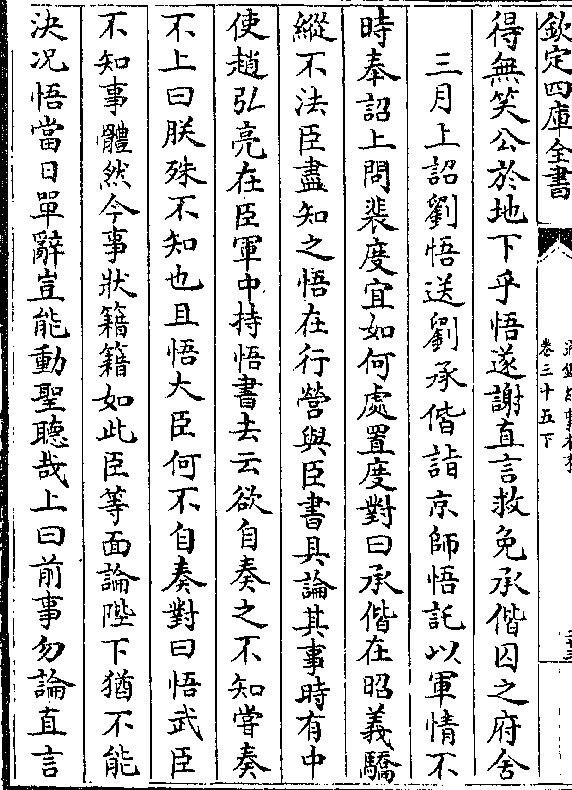 欽定四庫全書
卷三十五下
得無笑公於地下乎悟遂謝直言救免承偕囚之府舍
三月上詔劉悟送劉承偕詣京師悟託以軍情不
時奉詔上問裴度宜如何處置度對曰承偕在昭義驕
縱不法臣盡知之悟在行營與臣書具論其事時有中
使趙弘亮在臣軍中持悟書去云欲自奏之不知嘗奏
不上曰朕殊不知也且悟大臣何不自奏對曰悟武臣
不知事體然今事狀籍籍如此臣等面論陛下猶不能
決况悟當日單辭豈能動聖聽哉上曰前事勿論直言